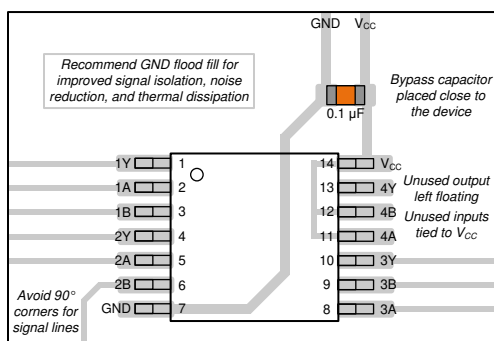 GND VCC
Recommend GND flood fill for
improved signal isolation, noise
reduction, and thermal dissipation
Bypass capacitor
placed close to
the device
0.1 µF
1Y 1 14 VCC
1A 2 13 4Y
1B 3 12 4B
2Y 4 11 4A
2A 5 10 3Y
2B 6 9 3B
GND 7 8 3A
Unused output
left floating
Unused inputs
tied to VCC
Avoid 90°
corners for
signal lines